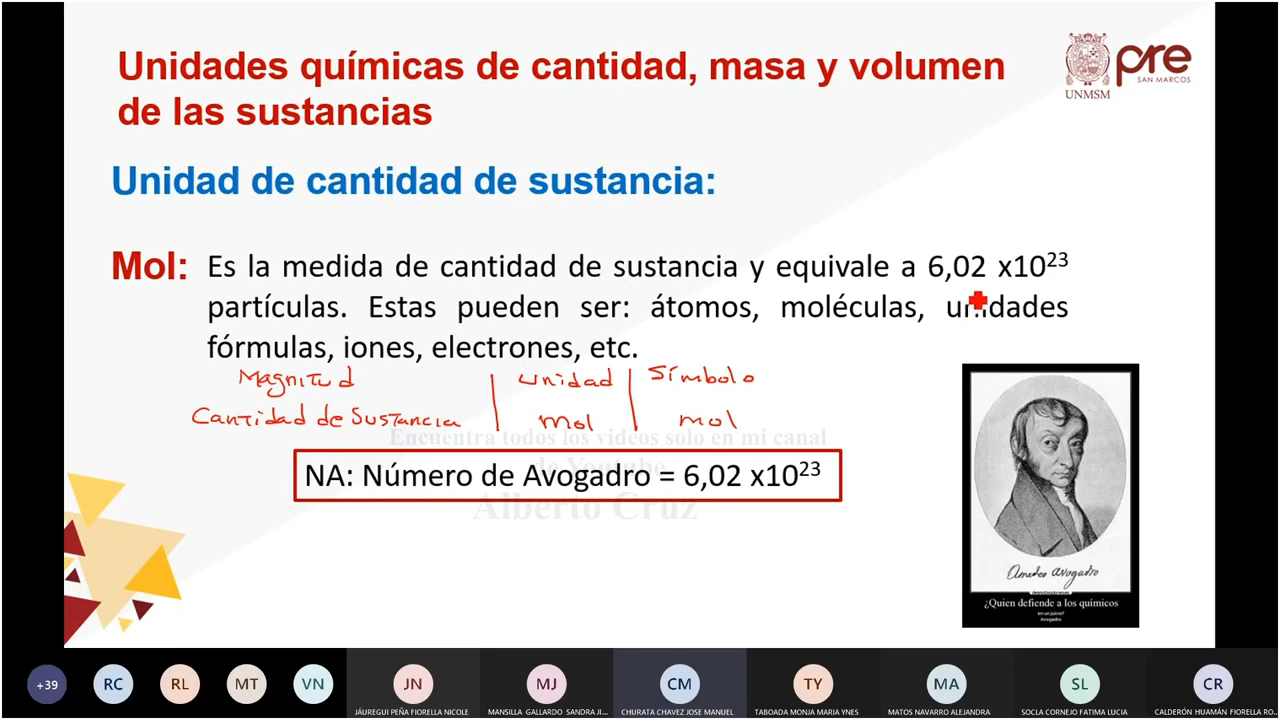 Unidades químicas de cantidad, masa y volumen
de las sustancias
UNMSM
pre
SAN MARCOS
Unidad de cantidad de sustancia:
Mol: Es la medida de cantidad de sustancia y equivale a 6,02 x10²³
partículas. Estas pueden ser: átomos, moléculas, unidades
fórmulas, iones, electrones, etc.
Magnitud | unidad | símbolo
Cantidad de Sustancia | mol | mol
Encuentra todos los videos solo en mi canal
de Youtube
Alberto Cruz
NA: Número de Avogadro = 6,02 x10²³
Amedeo Avogadro
¿Quien defiende a los químicos
en un juicio?
Avogadro
+39
RC
RL
MT
VN
JN
JÁUREGUI PEÑA FIORELLA NICOLE
MJ
MANSILLA GALLARDO SANDRA JI...
CM
CHURATA CHAVEZ JOSE MANUEL
TY
TABOADA MONJA MARIA YNES
MA
MATOS NAVARRO ALEJANDRA
SL
SOCLA CORNEJO FATIMA LUCIA
CR
CALDERÓN HUAMÁN FIORELLA RO...